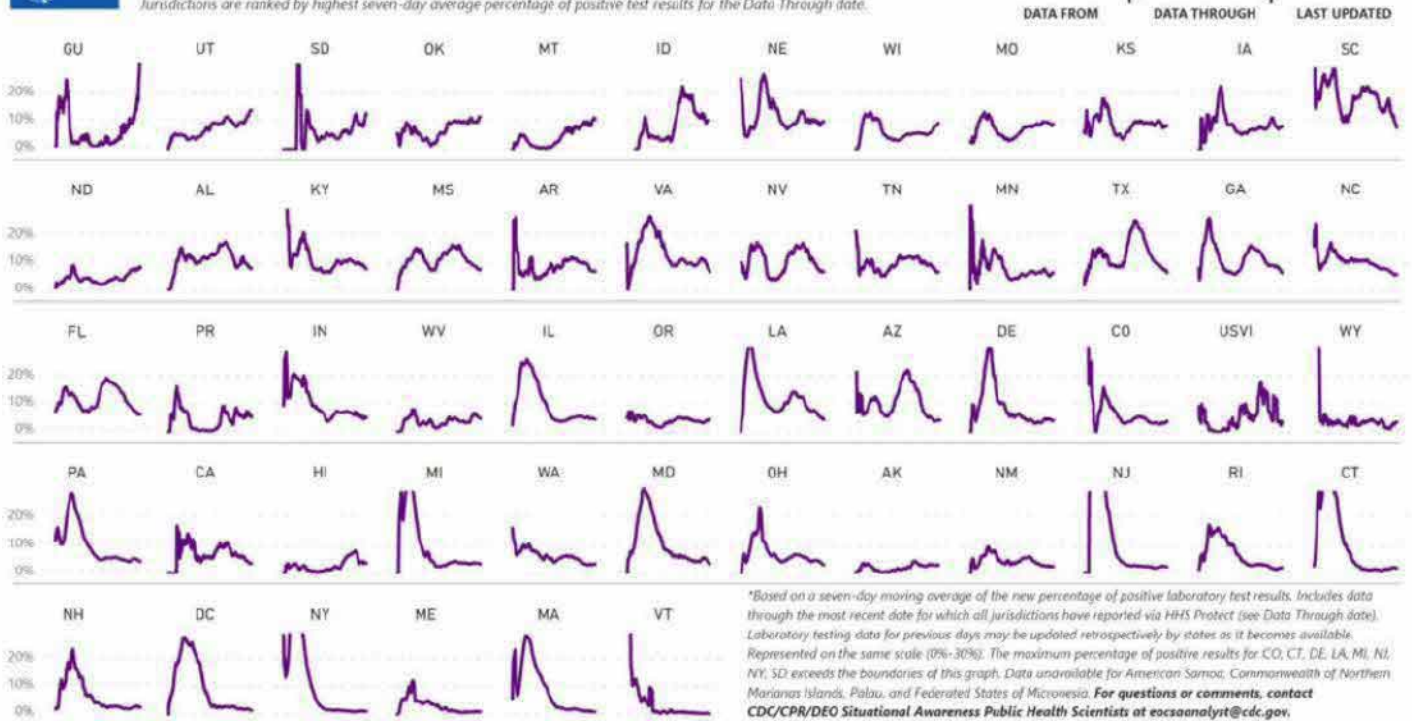 Jurisdictions are ranked by highest seven-day average percentage of positive test results for the Data Through date.
DATA FROM DATA THROUGH LAST UPDATED
GU UT SD OK MT ID NE WI MO KS IA SC
20%
10%
0%
ND AL KY MS AR VA NV TN MN TX GA NC
20%
10%
0%
FL PR IN WV IL OR LA AZ DE CO USVI WY
20%
10%
0%
PA CA HI MI WA MD OH AK NM NJ RI CT
20%
10%
0%
NH DC NY ME MA VT
20%
10%
0%
*Based on a seven-day moving average of the new percentage of positive laboratory test results. Includes data
through the most recent date for which all jurisdictions have reported via HHS Protect (see Data Through date).
Laboratory testing data for previous days may be updated retrospectively by states as it becomes available.
Represented on the same scale (0%-30%). The maximum percentage of positive results for CO, CT, DE, LA, MI, NJ,
NY, SD exceeds the boundaries of this graph. Data unavailable for American Samoa, Commonwealth of Northern
Marianas Islands, Palau, and Federated States of Micronesia. For questions or comments, contact
CDC/CPR/DEO Situational Awareness Public Health Scientists at eocsaanalyst@cdc.gov.